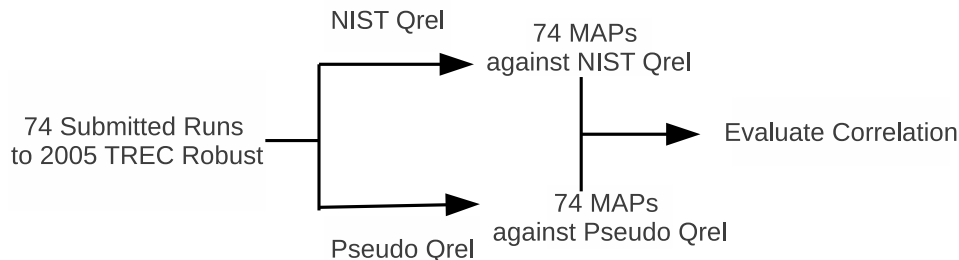 NIST Qrel
74 MAPs
against NIST Qrel
74 Submitted Runs
to 2005 TREC Robust
Evaluate Correlation
74 MAPs
against Pseudo Qrel
Pseudo Qrel